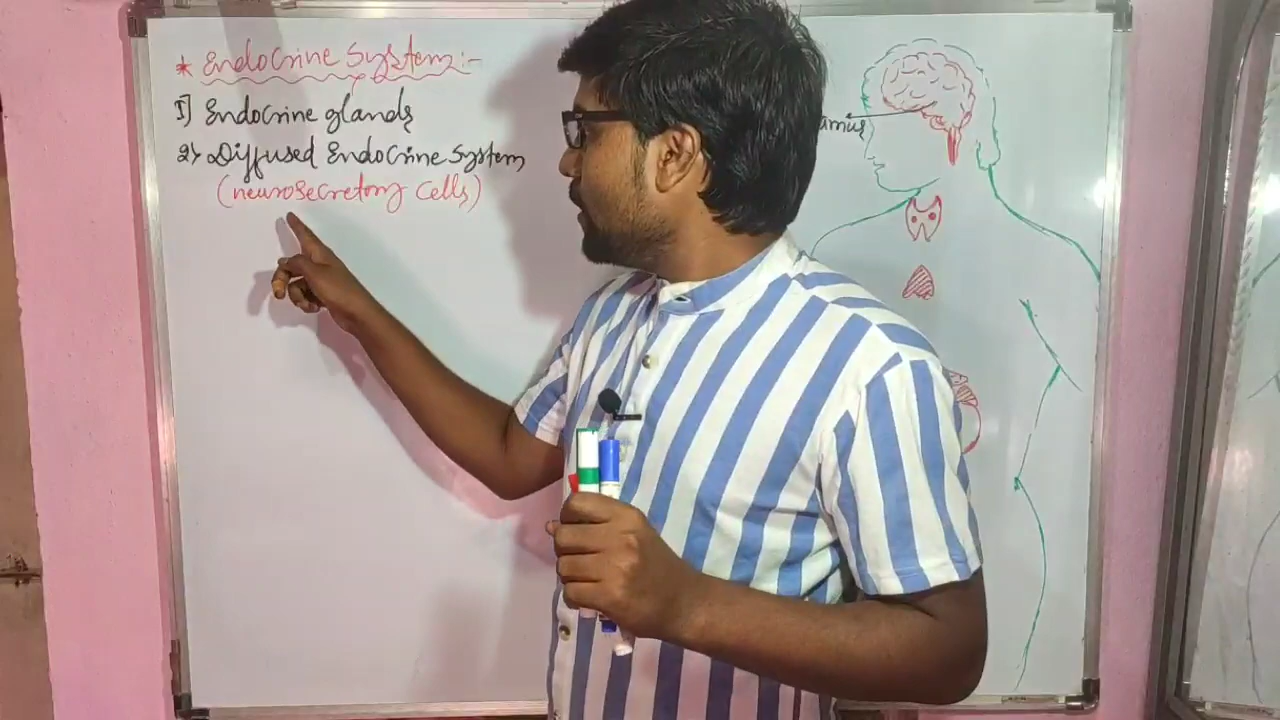 * Endocrine System:-
1] Endocrine glands
2> Diffused Endocrine System
(neurosecretory cells)
amus